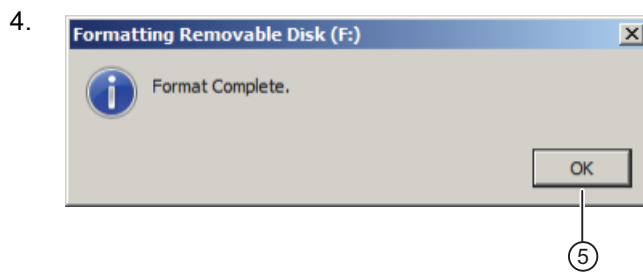 4.
Formatting Removable Disk (F:)
Format Complete.
OK
5